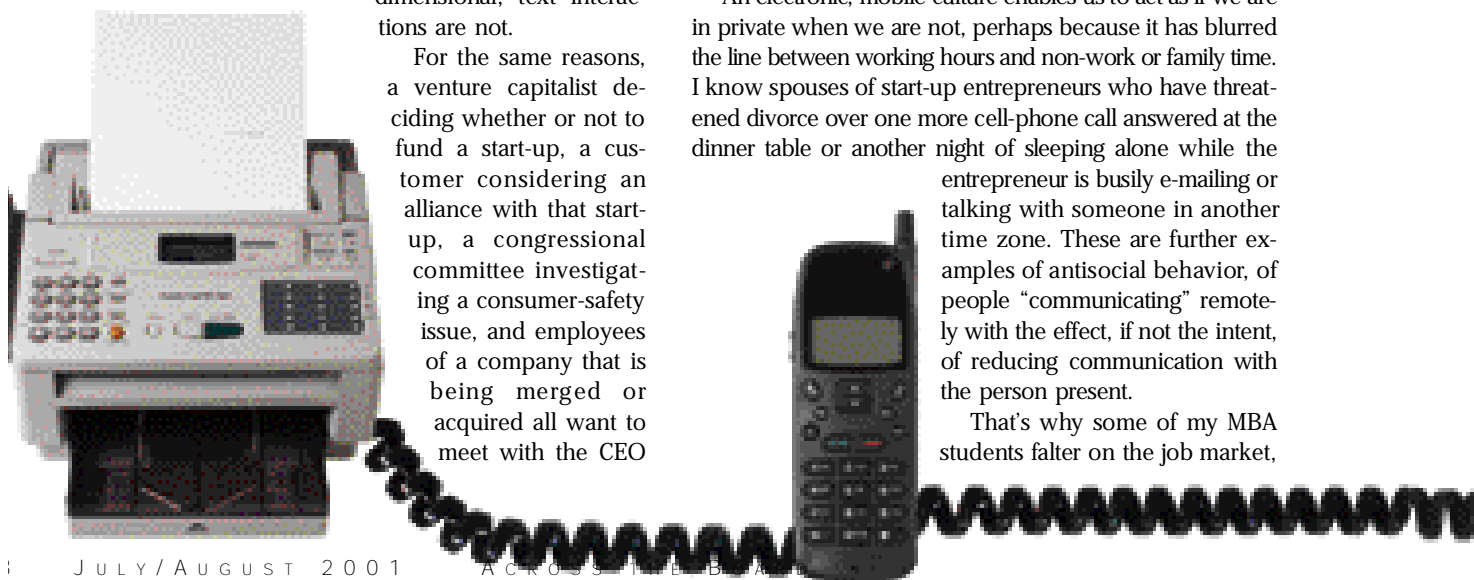 dimensional, text interac-
tions are not.
For the same reasons,
a venture capitalist de-
ciding whether or not to
fund a start-up, a cus-
tomer considering an
alliance with that start-
up, a congressional
committee investigat-
ing a consumer-safety
issue, and employees
of a company that is
being merged or
acquired all want to
meet with the CEO
An electronic, mobile culture enables us to act as if we are
in private when we are not, perhaps because it has blurred
the line between working hours and non-work or family time.
I know spouses of start-up entrepreneurs who have threat-
ened divorce over one more cell-phone call answered at the
dinner table or another night of sleeping alone while the
entrepreneur is busily e-mailing or
talking with someone in another
time zone. These are further ex-
amples of antisocial behavior, of
people “communicating” remote-
ly with the effect, if not the intent,
of reducing communication with
the person present.
That's why some of my MBA
students falter on the job market,
July/August 2001 Across the Board